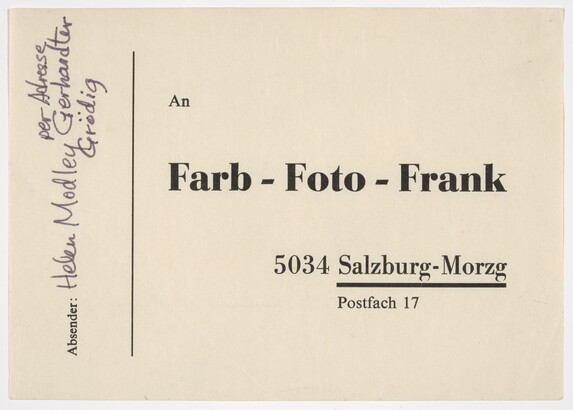 An
Farb - Foto - Frank
5034 Salzburg-Morzg
Postfach 17
Absender: Helen Modley
per Adresse
Gerhardter
Grödig